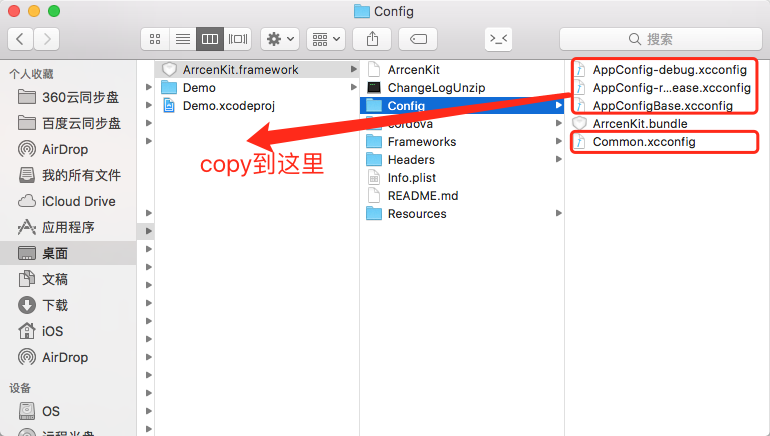 Config
搜索
个人收藏
360云同步盘
百度云同步盘
AirDrop
我的所有文件
iCloud Drive
应用程序
桌面
文稿
下载
iOS
AirDrop
设备
OS
远程光盘
ArrcenKit.framework
Demo
Demo.xcodeproj
copy到这里
ArrcenKit
ChangeLogUnzip
Config
cordova
Frameworks
Headers
Info.plist
README.md
Resources
AppConfig-debug.xcconfig
AppConfig-r...ease.xcconfig
AppConfigBase.xcconfig
ArrcenKit.bundle
Common.xcconfig